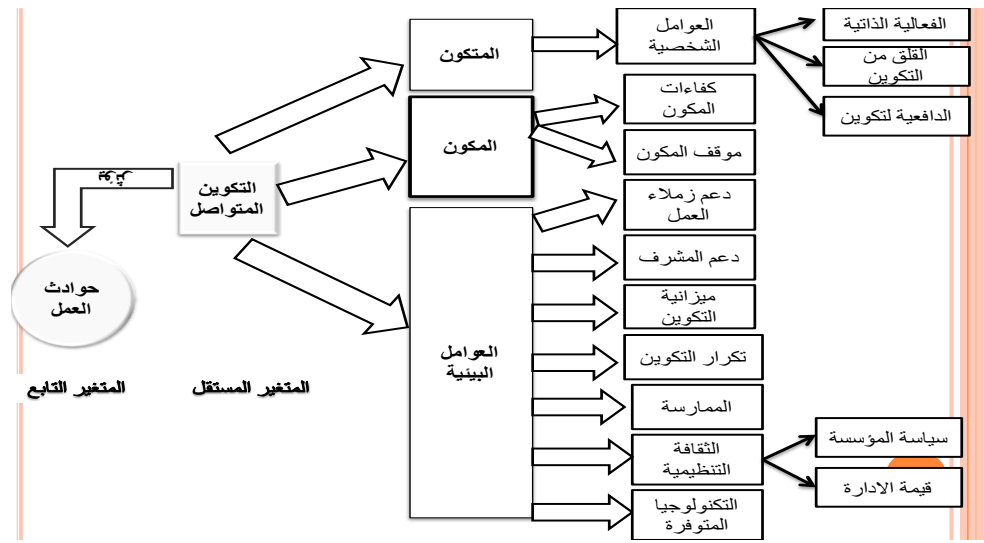 المتكون
العوامل
الشخصية
الفعالية الذاتية
القلق من
التكوين
الدافعية لتكوين
المكون
كفاءات
المكون
موقف المكون
التكوين
المتواصل
يؤثر
حوادث
العمل
المتغير المستقل
المتغير التابع
العوامل
البيئية
دعم زملاء
العمل
دعم المشرف
ميزانية
التكوين
تكرار التكوين
الممارسة
الثقافة
التنظيمية
سياسة المؤسسة
قيمة الادارة
التكنولوجيا
المتوفرة